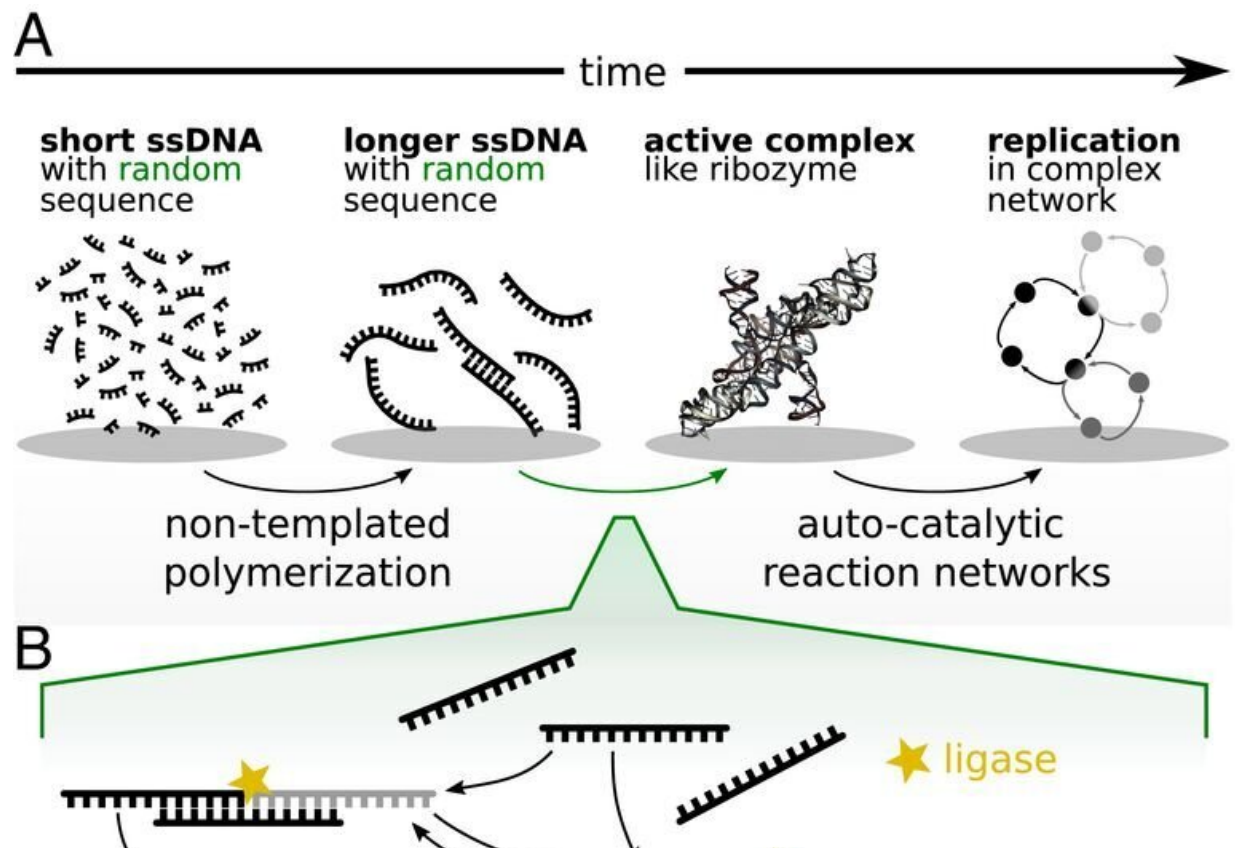 A
time
short ssDNA
with random
sequence
longer ssDNA
with random
sequence
active complex
like ribozyme
replication
in complex
network
non-templated
polymerization
auto-catalytic
reaction networks
B
ligase